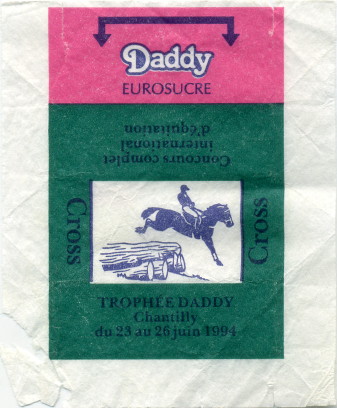 Daddy
EUROSUCRE
Concours complet
international
d'équitation
Cross
Cross
TROPHÉE DADDY
Chantilly
du 23 au 26 juin 1994